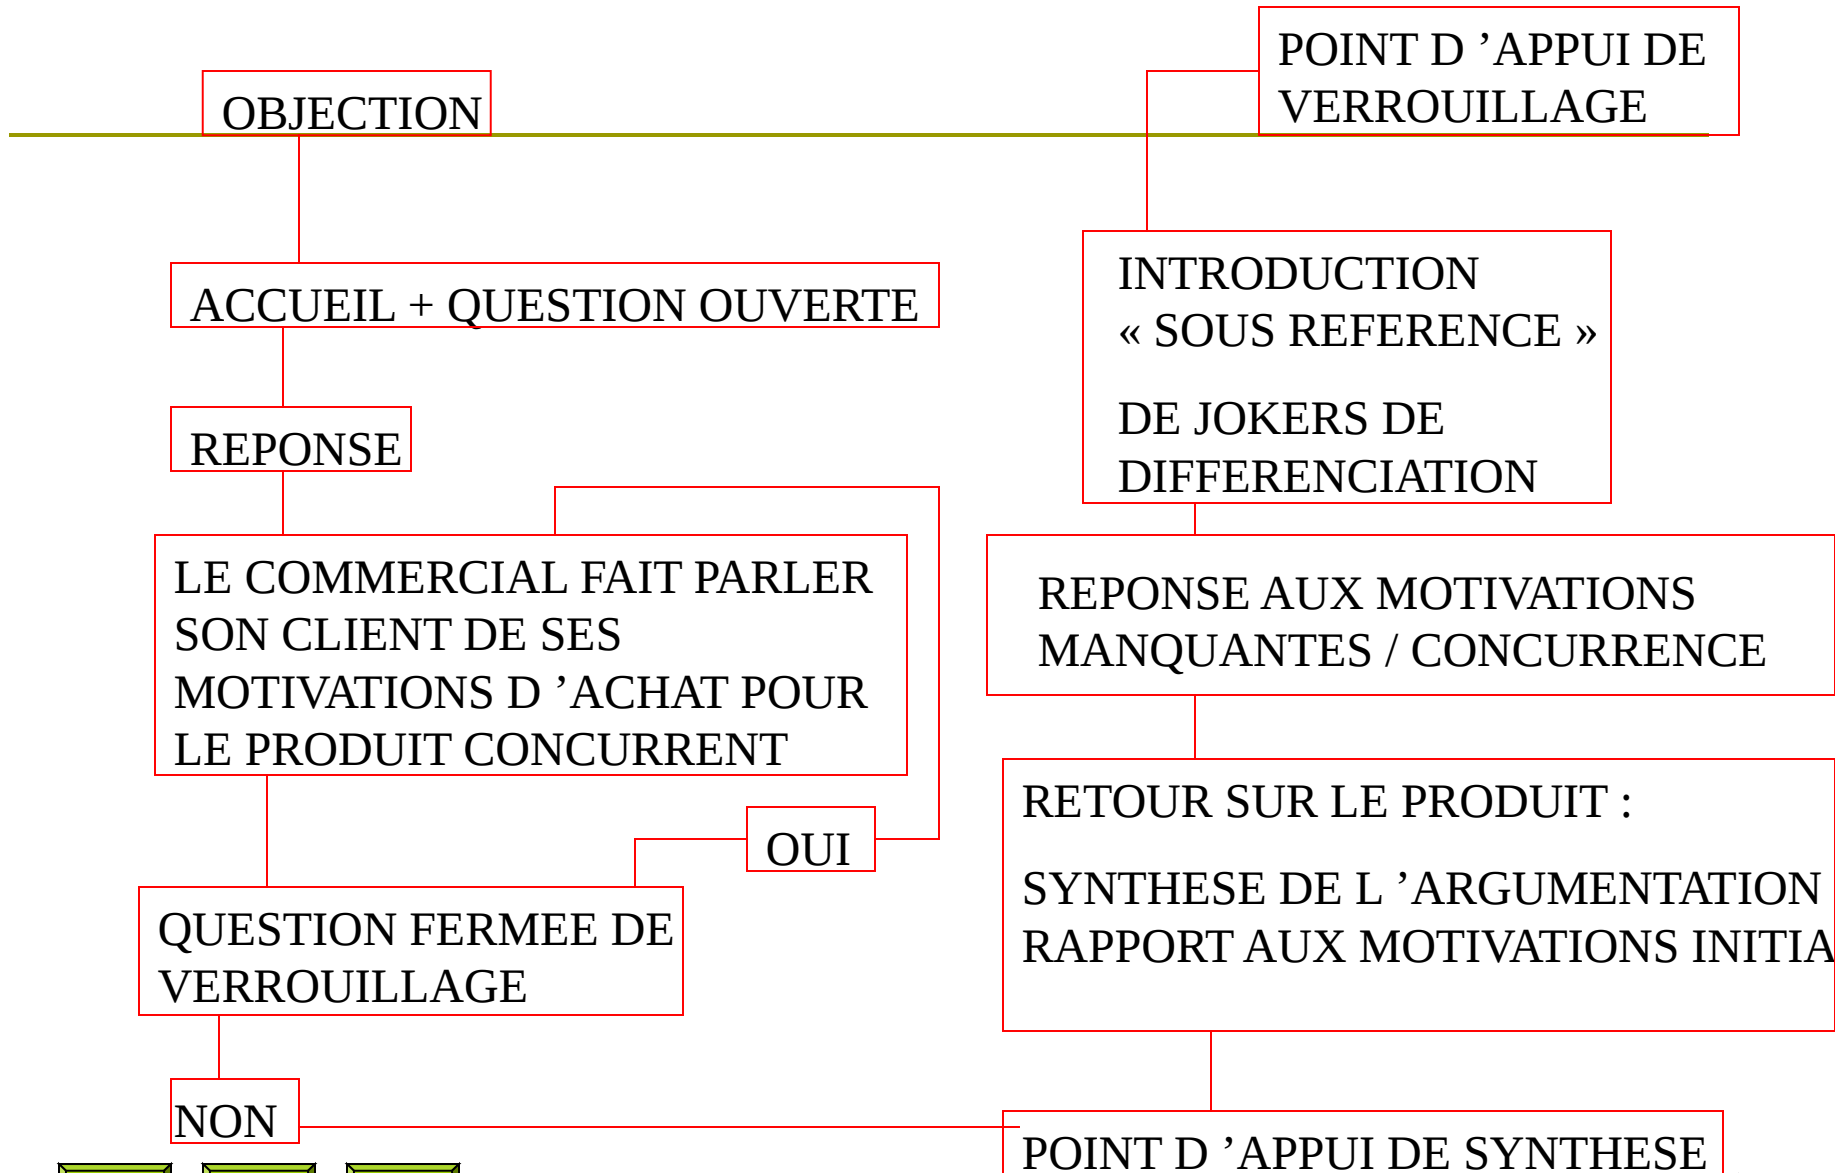 OBJECTION
ACCUEIL + QUESTION OUVERTE
REPONSE
LE COMMERCIAL FAIT PARLER
SON CLIENT DE SES
MOTIVATIONS D ’ACHAT POUR
LE PRODUIT CONCURRENT
OUI
QUESTION FERMEE DE
VERROUILLAGE
NON
POINT D ’APPUI DE
VERROUILLAGE
INTRODUCTION
« SOUS REFERENCE »
DE JOKERS DE
DIFFERENCIATION
REPONSE AUX MOTIVATIONS
MANQUANTES / CONCURRENCE
RETOUR SUR LE PRODUIT :
SYNTHESE DE L ’ARGUMENTATION
RAPPORT AUX MOTIVATIONS INITIA
POINT D ’APPUI DE SYNTHESE